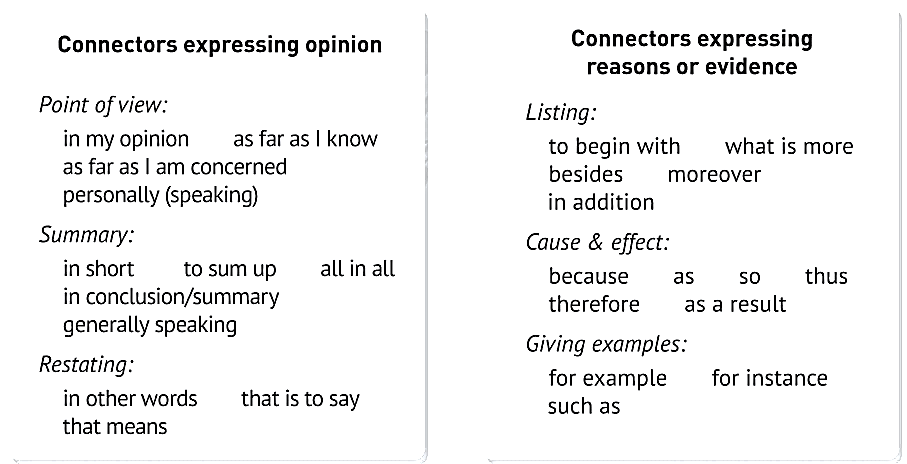 Connectors expressing opinion
Point of view:
in my opinion as far as I know
as far as I am concerned
personally (speaking)
Summary:
in short to sum up all in all
in conclusion/summary
generally speaking
Restating:
in other words that is to say
that means
Connectors expressing
reasons or evidence
Listing:
to begin with what is more
besides moreover
in addition
Cause & effect:
because as so thus
therefore as a result
Giving examples:
for example for instance
such as